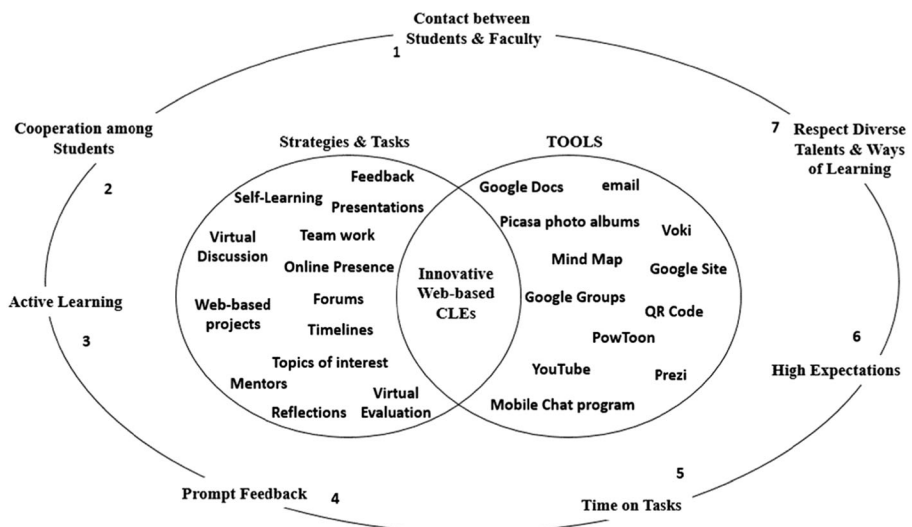 Contact between
Students & Faculty
1
Cooperation among
Students
2
7
Respect Diverse
Talents & Ways
of Learning
Strategies & Tasks
Feedback
Self-Learning
Presentations
Virtual
Discussion
Team work
Online Presence
Web-based
projects
Forums
Timelines
Topics of interest
Mentors
Reflections
Virtual
Evaluation
Innovative
Web-based
CLEs
TOOLS
Google Docs
email
Picasa photo albums
Voki
Mind Map
Google Site
Google Groups
QR Code
PowToon
YouTube
Prezi
Mobile Chat program
Active Learning
3
6
High Expectations
Prompt Feedback
4
5
Time on Tasks